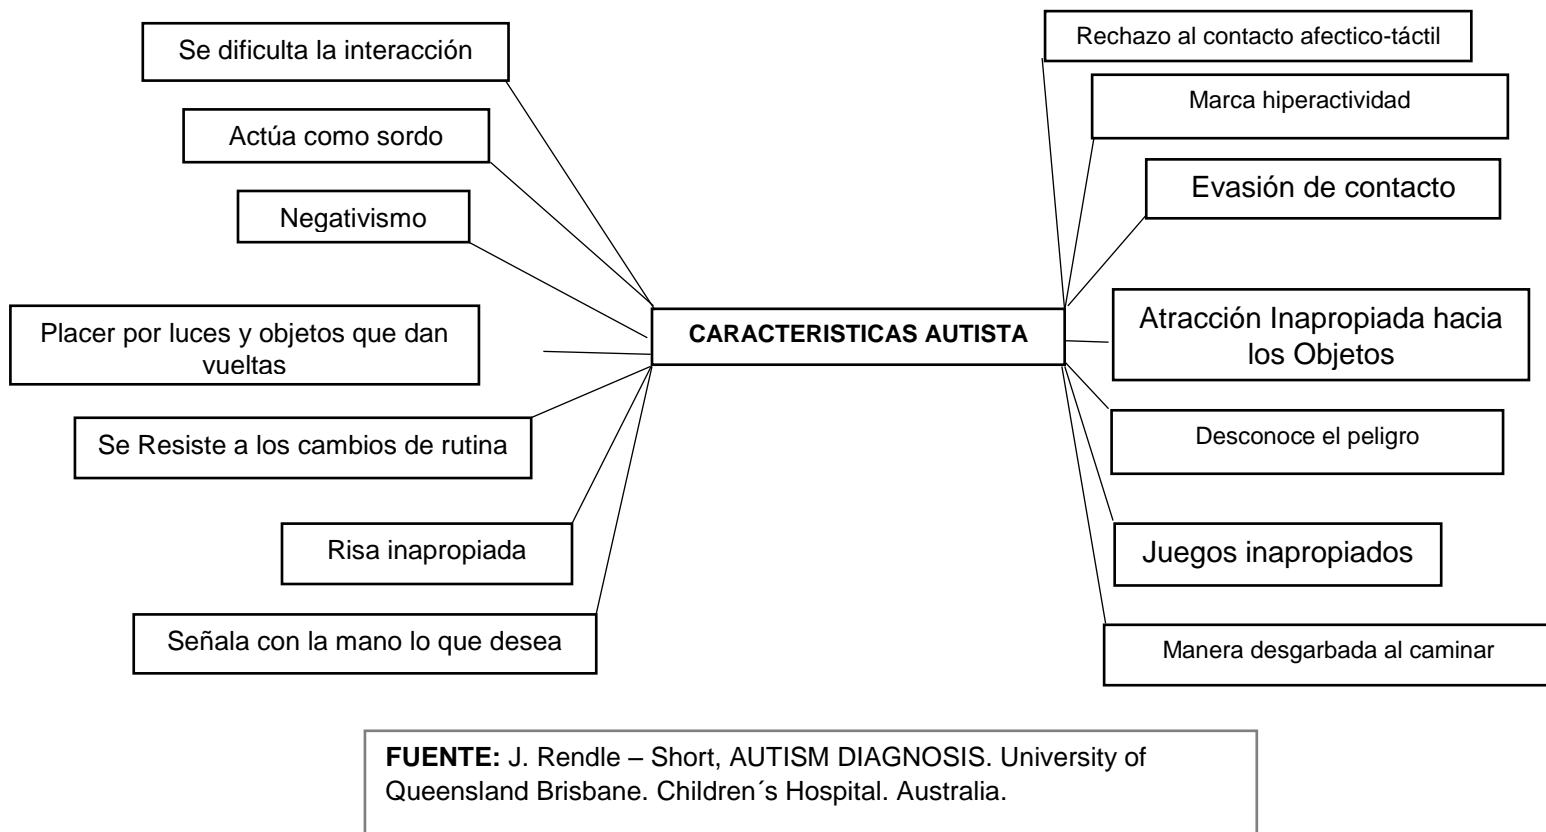 Se dificulta la interacción
Actúa como sordo
Negativismo
Placer por luces y objetos que dan
vueltas
Se Resiste a los cambios de rutina
Risa inapropiada
Señala con la mano lo que desea
CARACTERISTICAS AUTISTA
Rechazo al contacto afectico-táctil
Marca hiperactividad
Evasión de contacto
Atracción Inapropiada hacia
los Objetos
Desconoce el peligro
Juegos inapropiados
Manera desgarbada al caminar
FUENTE: J. Rendle – Short, AUTISM DIAGNOSIS. University of
Queensland Brisbane. Children´s Hospital. Australia.